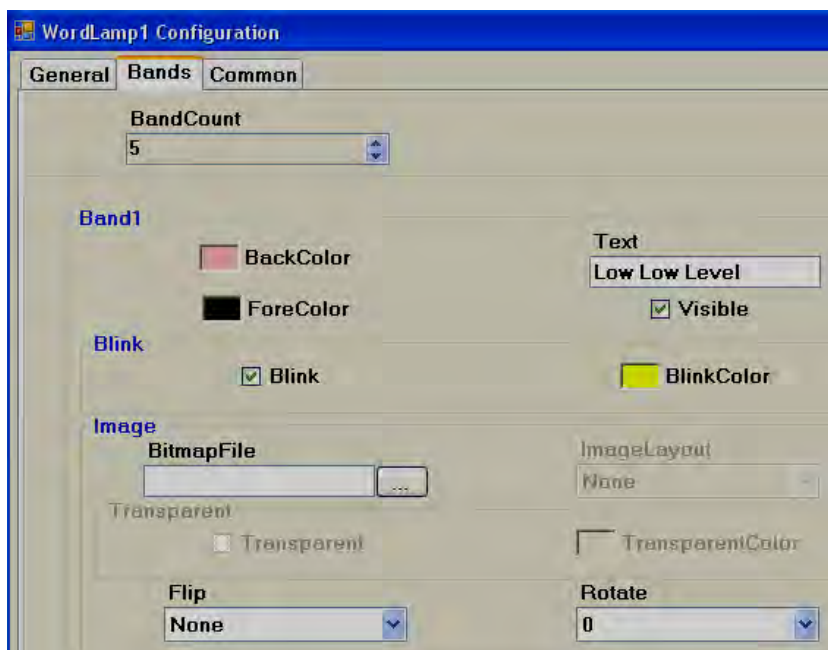 WordLamp1 Configuration
General Bands Common
BandCount
5
Band1
BackColor
Text
Low Low Level
ForeColor
Visible
Blink
Blink
BlinkColor
Image
BitmapFile
ImageLayout
...
None
Transparent
Transparent
TransparentColor
Flip
Rotate
None
0